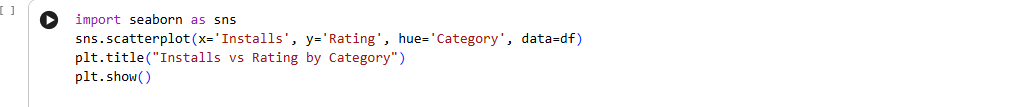 [ ]
import seaborn as sns
sns.scatterplot(x='Installs', y='Rating', hue='Category', data=df)
plt.title("Installs vs Rating by Category")
plt.show()